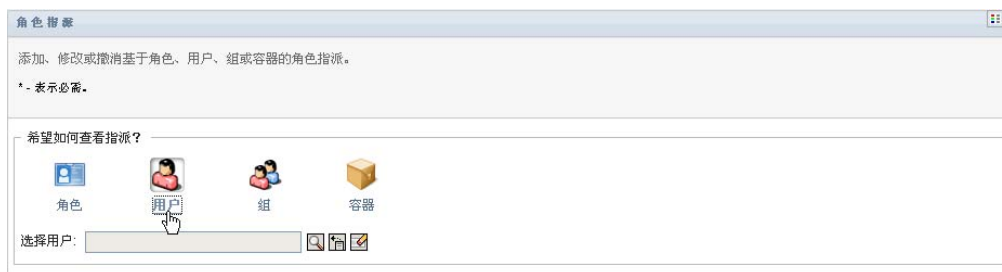 角色指派
添加、修改或撤消基于角色、用户、组或容器的角色指派。
* - 表示必需。
希望如何查看指派?
角色 用户 组 容器
选择用户: